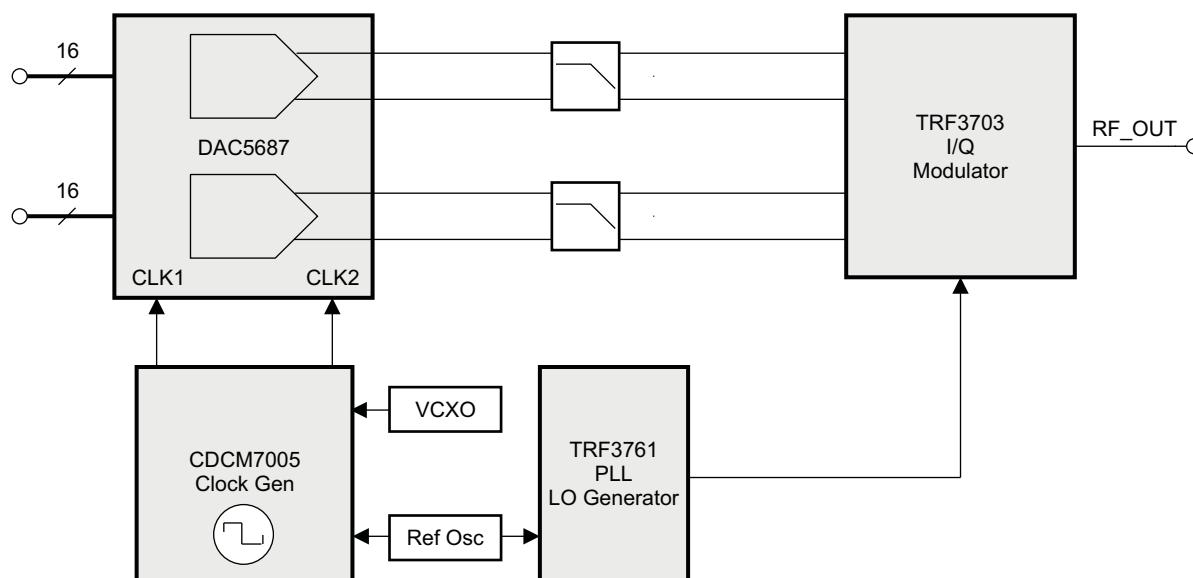 16
DAC5687
16
CLK1
CLK2
TRF3703
I/Q
Modulator
RF_OUT
VCXO
CDCM7005
Clock Gen
TRF3761
PLL
LO Generator
Ref Osc